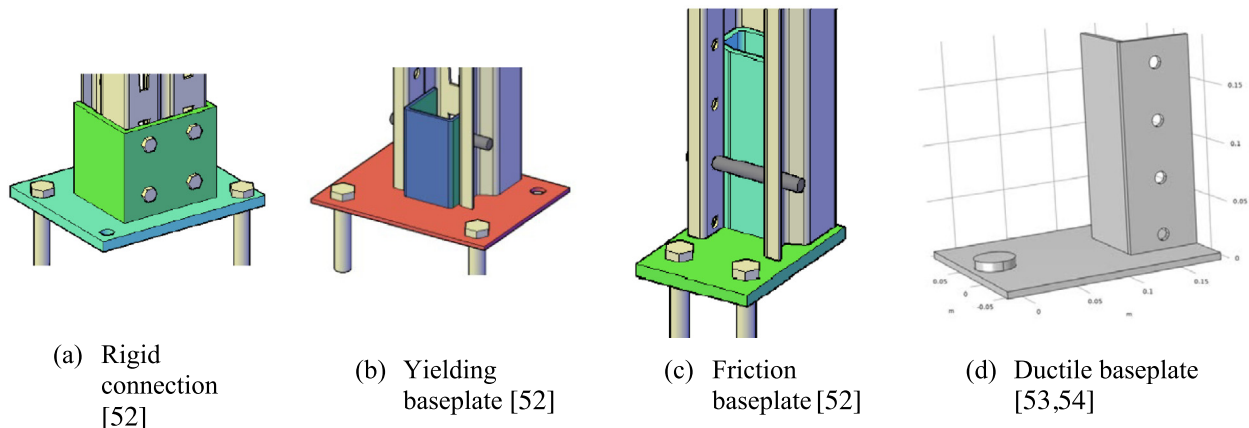 0.15
0.1
0.05
0
0.15
0.1
0.05
0
0.05
0
-0.05
m
m
(a) Rigid
connection
[52]
(b) Yielding
baseplate [52]
(c) Friction
baseplate [52]
(d) Ductile baseplate
[53,54]